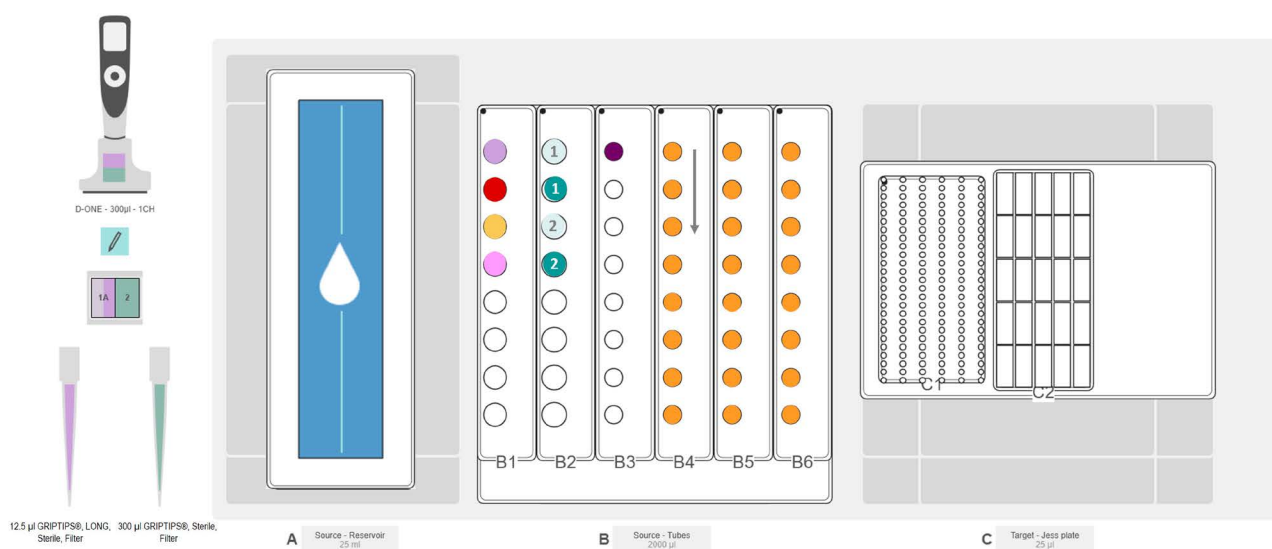 D-ONE - 300µl - 1CH
1A 2
12.5 µl GRIPTIPS®, LONG,
Sterile, Filter
300 µl GRIPTIPS®, Sterile,
Filter
A Source - Reservoir
25 ml
1
1
2
2
B1 B2 B3 B4 B5 B6
B Source - Tubes
2000 µl
C1 C2
C Target - Jess plate
25 µl